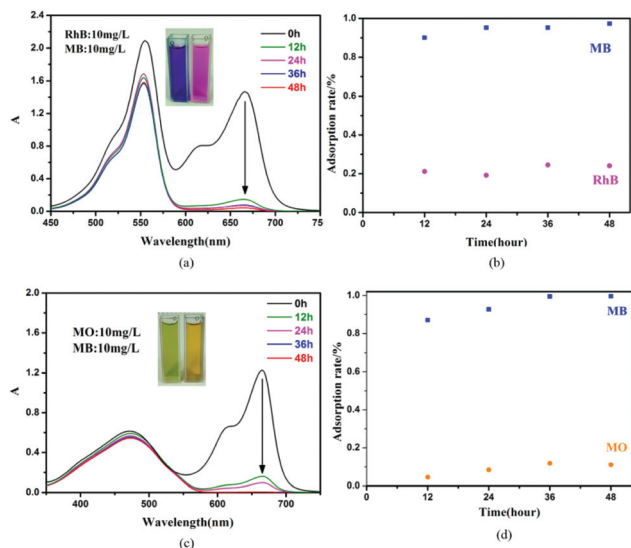 RhB:10mg/L
MB:10mg/L
0h
12h
24h
36h
48h
A
2.4
2.0
1.6
1.2
0.8
0.4
0.0
450 500 550 600 650 700 75
Wavelength(nm)
(a)
Adsorption rate/%
1.0
0.8
0.6
0.4
0.2
0.0
MB
RhB
0 12 24 36 48
Time(hour)
(b)
MO:10mg/L
MB:10mg/L
0h
12h
24h
36h
48h
A
2.0
1.6
1.2
0.8
0.4
0.0
400 500 600 700
Wavelength(nm)
(c)
Adsorption rate/%
1.0
0.8
0.6
0.4
0.2
0.0
MB
MO
0 12 24 36 48
Time(hour)
(d)